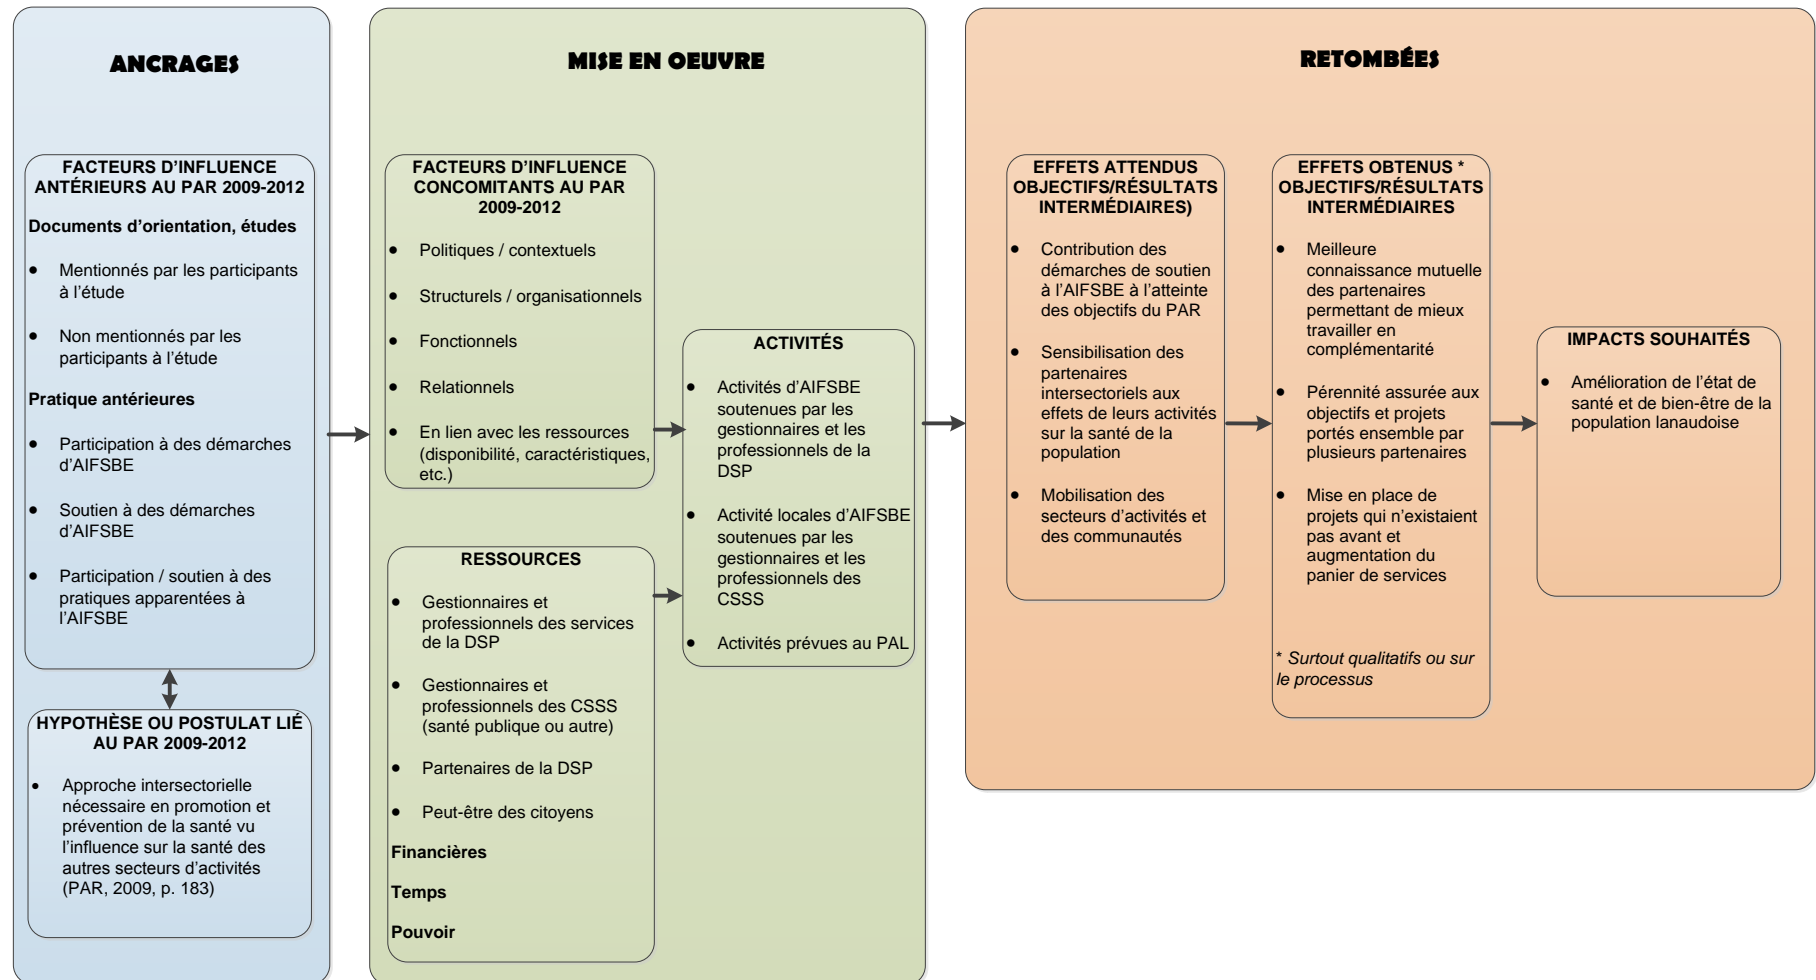 ANCRAGES
FACTEURS D'INFLUENCE
ANTÉRIEURS AU PAR 2009-2012
Documents d'orientation, études
• Mentionnés par les participants
à l'étude
• Non mentionnés par les
participants à l'étude
Pratique antérieures
• Participation à des démarches
d'AIFSBE
• Soutien à des démarches
d'AIFSBE
• Participation / soutien à des
pratiques apparentées à
l'AIFSBE
HYPOTHÈSE OU POSTULAT LIÉ
AU PAR 2009-2012
• Approche intersectorielle
nécessaire en promotion et
prévention de la santé vu
l'influence sur la santé des
autres secteurs d'activités
(PAR, 2009, p. 183)
MISE EN OEUVRE
FACTEURS D'INFLUENCE
CONCOMITANTS AU PAR
2009-2012
• Politiques / contextuels
• Structurels / organisationnels
• Fonctionnels
• Relationnels
• En lien avec les ressources
(disponibilité, caractéristiques,
etc.)
RESSOURCES
• Gestionnaires et
professionnels des services
de la DSP
• Gestionnaires et
professionnels des CSSS
(santé publique ou autre)
• Partenaires de la DSP
• Peut-être des citoyens
Financières
Temps
Pouvoir
ACTIVITÉS
• Activités d'AIFSBE
soutenues par les
gestionnaires et les
professionnels de la
DSP
• Activité locales d'AIFSBE
soutenues par les
gestionnaires et les
professionnels des
CSSS
• Activités prévues au PAL
RETOMBÉES
EFFETS ATTENDUS
OBJECTIFS/RÉSULTATS
INTERMÉDIAIRES)
• Contribution des
démarches de soutien
à l'AIFSBE à l'atteinte
des objectifs du PAR
• Sensibilisation des
partenaires
intersectoriels aux
effets de leurs activités
sur la santé de la
population
• Mobilisation des
secteurs d'activités et
des communautés
EFFETS OBTENUS *
OBJECTIFS/RÉSULTATS
INTERMÉDIAIRES
• Meilleure
connaissance mutuelle
des partenaires
permettant de mieux
travailler en
complémentarité
• Pérennité assurée aux
objectifs et projets
portés ensemble par
plusieurs partenaires
• Mise en place de
projets qui n'existaient
pas avant et
augmentation du
panier de services
* Surtout qualitatifs ou sur
le processus
IMPACTS SOUHAITÉS
• Amélioration de l'état de
santé et de bien-être de la
population lanaudoise